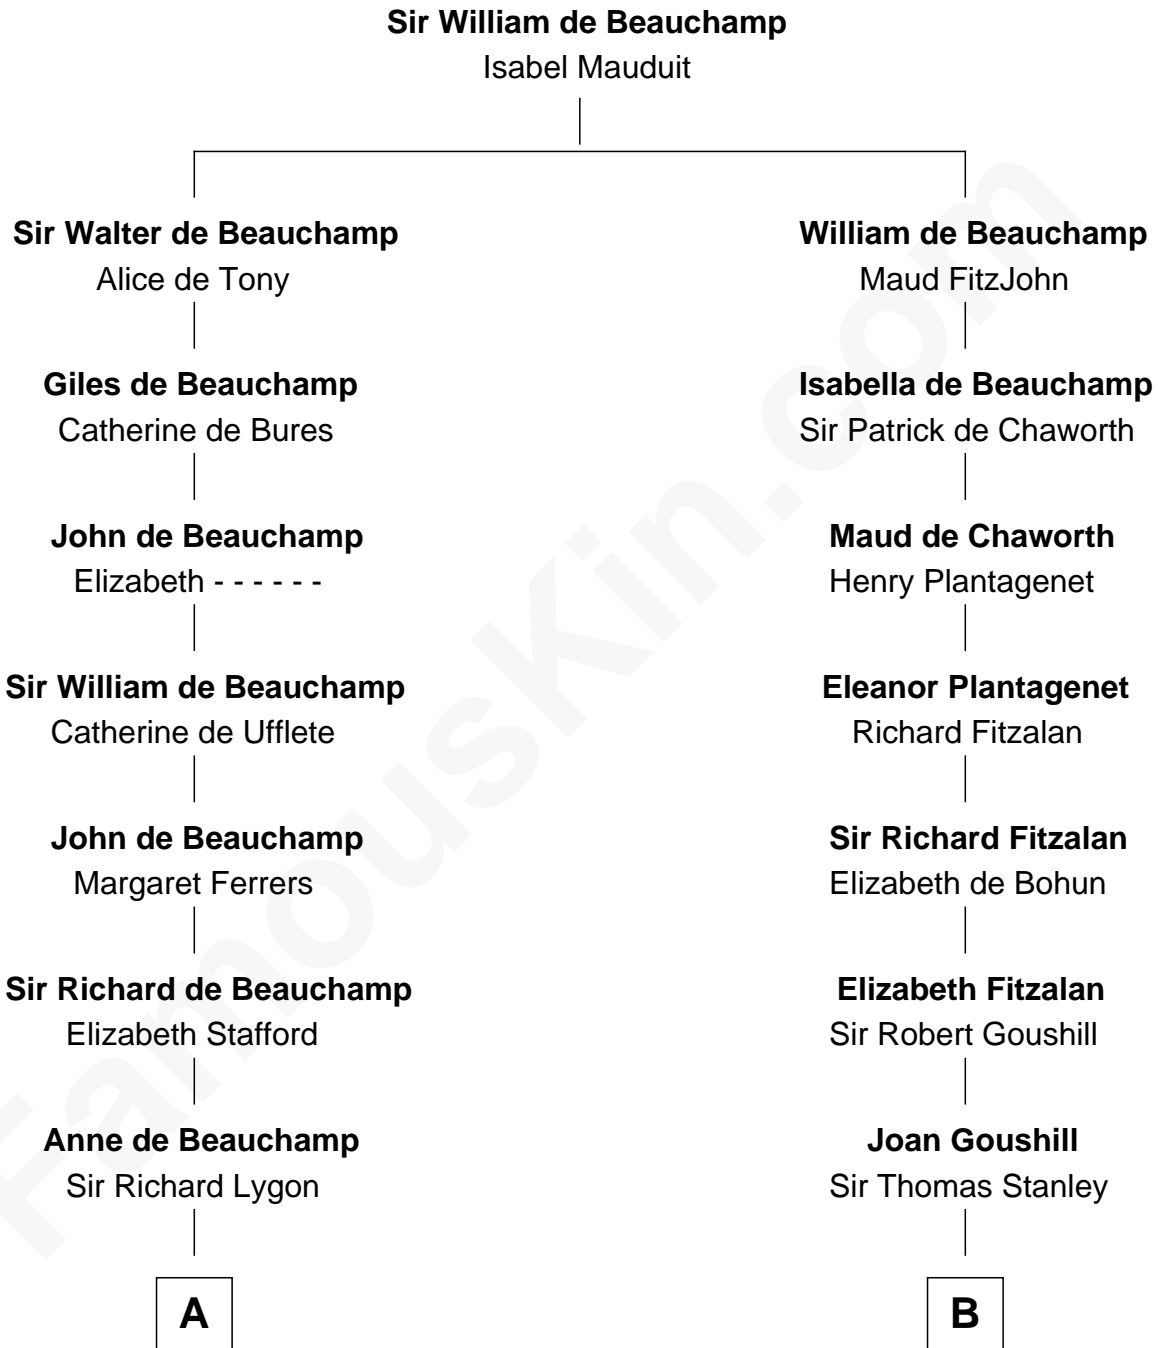 Sir William de Beauchamp
Isabel Mauduit
Sir Walter de Beauchamp
Alice de Tony
William de Beauchamp
Maud FitzJohn
Giles de Beauchamp
Catherine de Bures
Isabella de Beauchamp
Sir Patrick de Chaworth
John de Beauchamp
Elizabeth - - - - - -
Maud de Chaworth
Henry Plantagenet
Sir William de Beauchamp
Catherine de Ufflete
Eleanor Plantagenet
Richard Fitzalan
John de Beauchamp
Margaret Ferrers
Sir Richard Fitzalan
Elizabeth de Bohun
Sir Richard de Beauchamp
Elizabeth Stafford
Elizabeth Fitzalan
Sir Robert Goushill
Anne de Beauchamp
Sir Richard Lygon
Joan Goushill
Sir Thomas Stanley
A
B
FamousKin.com